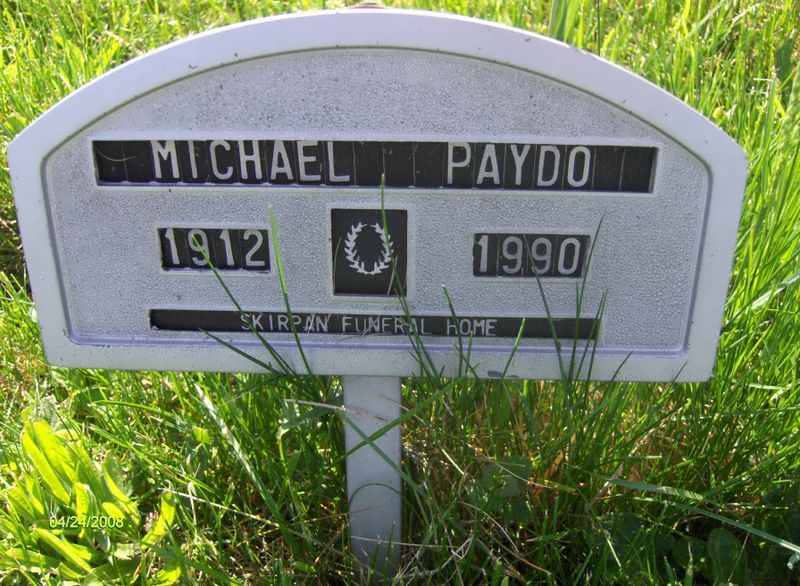 MICHAEL PAYDO
1912 1990
SKIRPAN FUNERAL HOME
04/24/2008